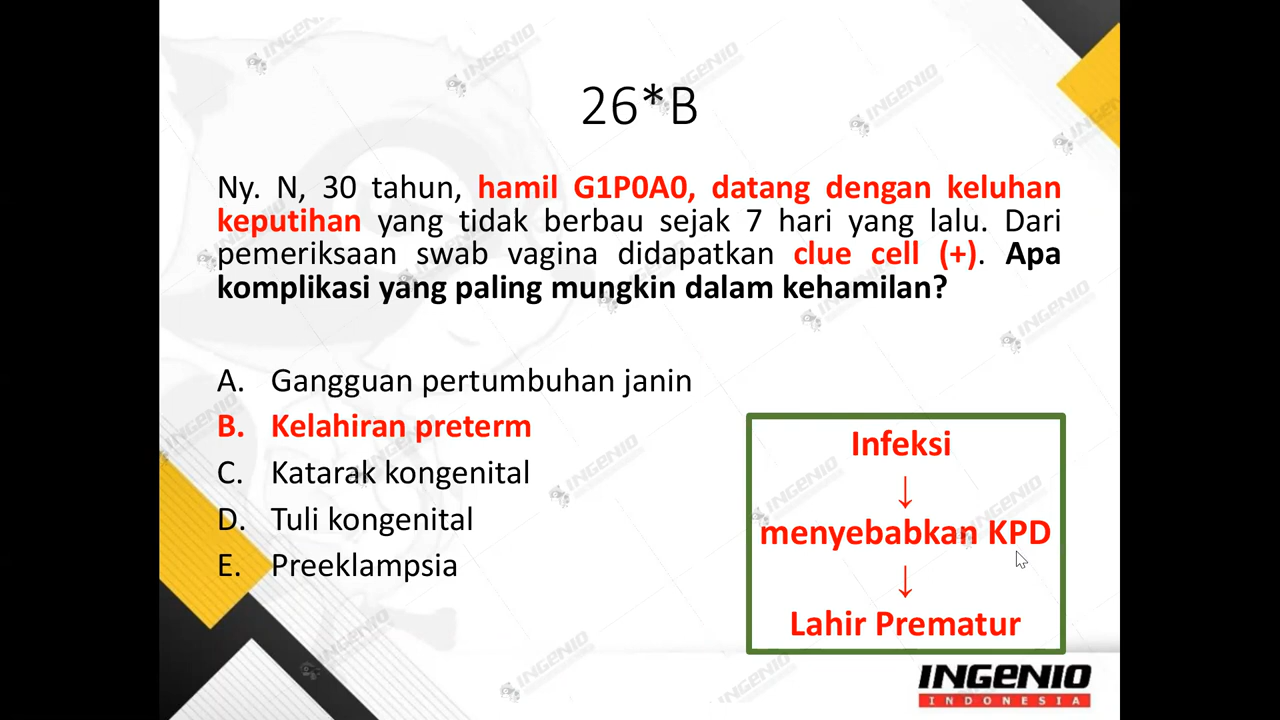 26*B
Ny. N, 30 tahun, hamil G1P0A0, datang dengan keluhan
keputihan yang tidak berbau sejak 7 hari yang lalu. Dari
pemeriksaan swab vagina didapatkan clue cell (+). Apa
komplikasi yang paling mungkin dalam kehamilan?
A. Gangguan pertumbuhan janin
B. Kelahiran preterm
C. Katarak kongenital
D. Tuli kongenital
E. Preeklampsia
Infeksi
↓
menyebabkan KPD
↓
Lahir Prematur
INGENIO
INDONESIA